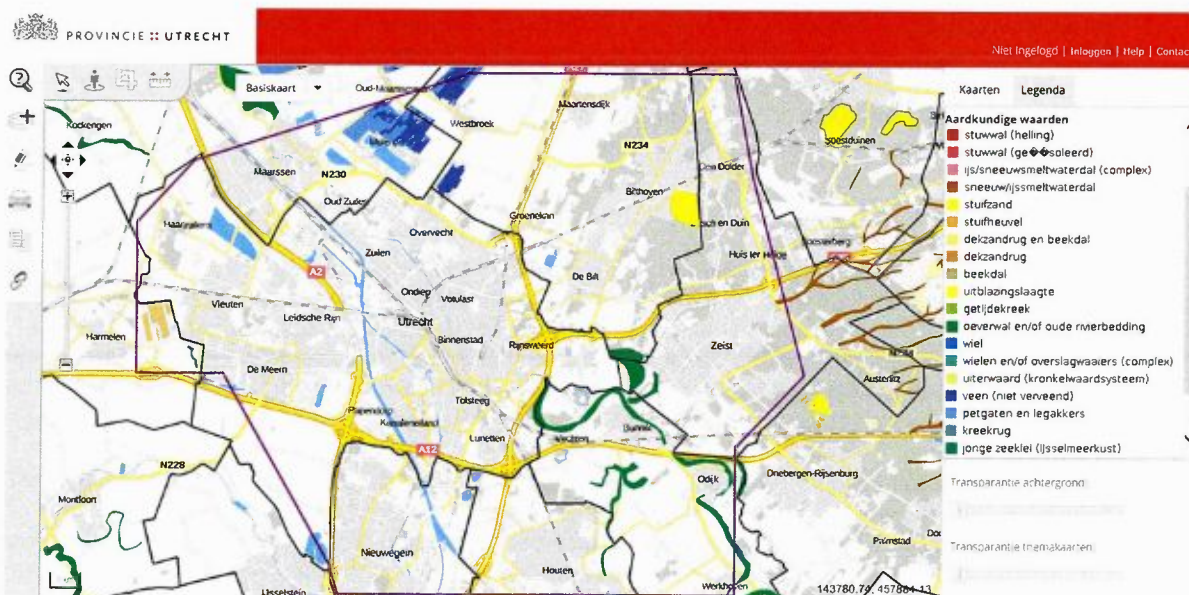 PROVINCIE :: UTRECHT
Niet ingelogd | Inloggen | Help | Contac
Basiskaart
Kaarten Legenda
Aardkundige waarden
stuwwal (helling)
stuwwal (ge��soleerd)
ijs/sneeuwsmeltwaterdal (complex)
sneeuw/ijssmeltwaterdal
stuifzand
stuifheuvel
dekzandrug en beekdal
dekzandrug
beekdal
uitblazingslaagte
getijdekreek
oeverwal en/of oude rivierbedding
wiel
wielen en/of overslagwaaiers (complex)
uiterwaard (kronkelwaardsysteem)
veen (niet verveend)
petgaten en legakkers
kreekrug
jonge zeeklei (IJsselmeerkust)
Transparantie achtergrond
Transparantie themakaarten
Kockengen
Westbroek
Maartensdijk
Soestduinen
Maarssen
N230
N234
Den Dolder
Bilthoven
Oud Zuilen
Groenekan
Haarzuilens
Overvecht
Zuilen
Huis ter Heide
A2
De Bilt
Ondiep
Votulast
Vleuten
Leidsche Rijn
Utrecht
Harmelen
Binnenstad
Rijnsweerd
Zeist
De Meern
Austerlitz
Tolsteeg
Papendorp
Kanaleneiland
Lunetten
Vechten
Bunnik
A12
N228
Odijk
Driebergen-Rijsenburg
Montfoort
Nieuwegein
Houten
IJsselstein
Werkhoven
143780.74, 457884.13